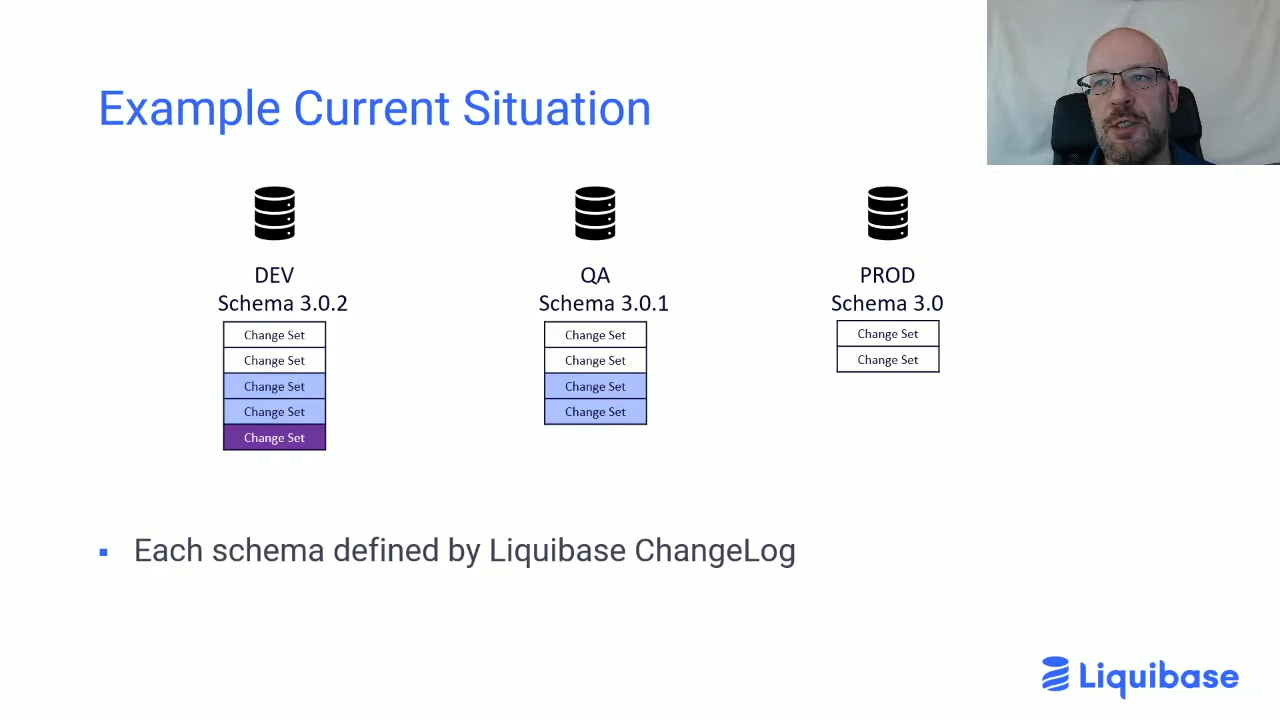 Example Current Situation
DEV
Schema 3.0.2
Change Set
Change Set
Change Set
Change Set
Change Set
QA
Schema 3.0.1
Change Set
Change Set
Change Set
Change Set
PROD
Schema 3.0
Change Set
Change Set
Each schema defined by Liquibase ChangeLog
Liquibase